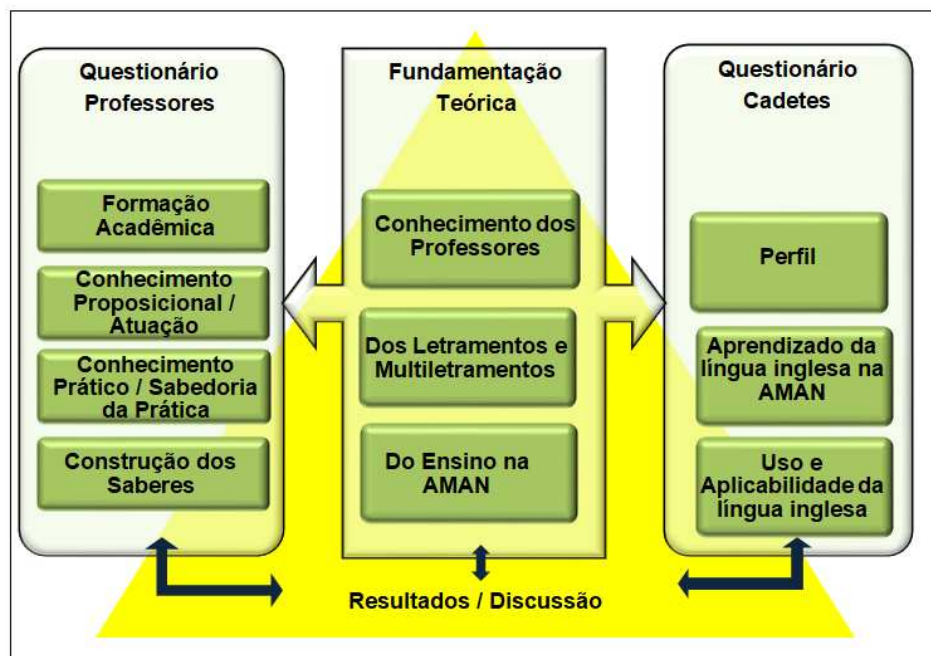 Questionário
Professores
Formação
Acadêmica
Conhecimento
Proposicional /
Atuação
Conhecimento
Prático / Sabedoria
da Prática
Construção dos
Saberes
Fundamentação
Teórica
Conhecimento dos
Professores
Dos Letramentos e
Multiletramentos
Do Ensino na
AMAN
Questionário
Cadetes
Perfil
Aprendizado da
língua inglesa na
AMAN
Uso e
Aplicabilidade da
língua inglesa
Resultados / Discussão